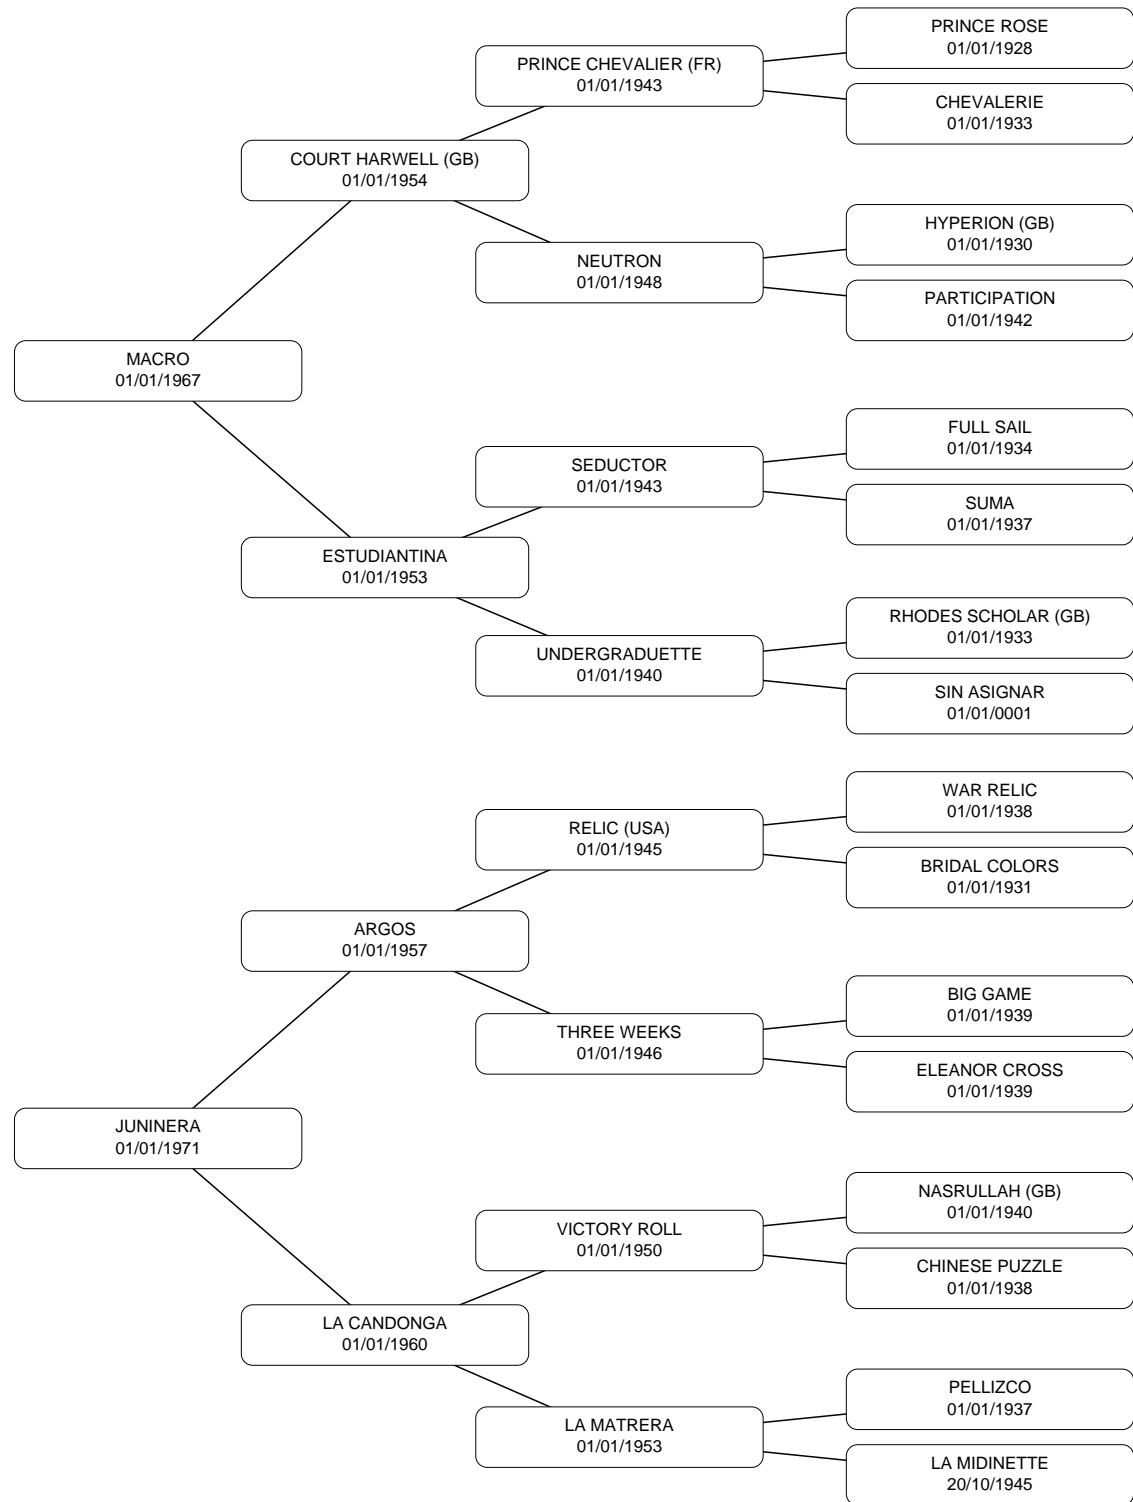 PRINCE ROSE
01/01/1928
PRINCE CHEVALIER (FR)
01/01/1943
CHEVALERIE
01/01/1933
COURT HARWELL (GB)
01/01/1954
HYPERION (GB)
01/01/1930
NEUTRON
01/01/1948
PARTICIPATION
01/01/1942
MACRO
01/01/1967
FULL SAIL
01/01/1934
SEDUCTOR
01/01/1943
SUMA
01/01/1937
ESTUDIANTINA
01/01/1953
RHODES SCHOLAR (GB)
01/01/1933
UNDERGRADUETTE
01/01/1940
SIN ASIGNAR
01/01/0001
WAR RELIC
01/01/1938
RELIC (USA)
01/01/1945
BRIDAL COLORS
01/01/1931
ARGOS
01/01/1957
BIG GAME
01/01/1939
THREE WEEKS
01/01/1946
ELEANOR CROSS
01/01/1939
JUNINERA
01/01/1971
NASRULLAH (GB)
01/01/1940
VICTORY ROLL
01/01/1950
CHINESE PUZZLE
01/01/1938
LA CANDONGA
01/01/1960
PELLIZCO
01/01/1937
LA MATRERA
01/01/1953
LA MIDINETTE
20/10/1945